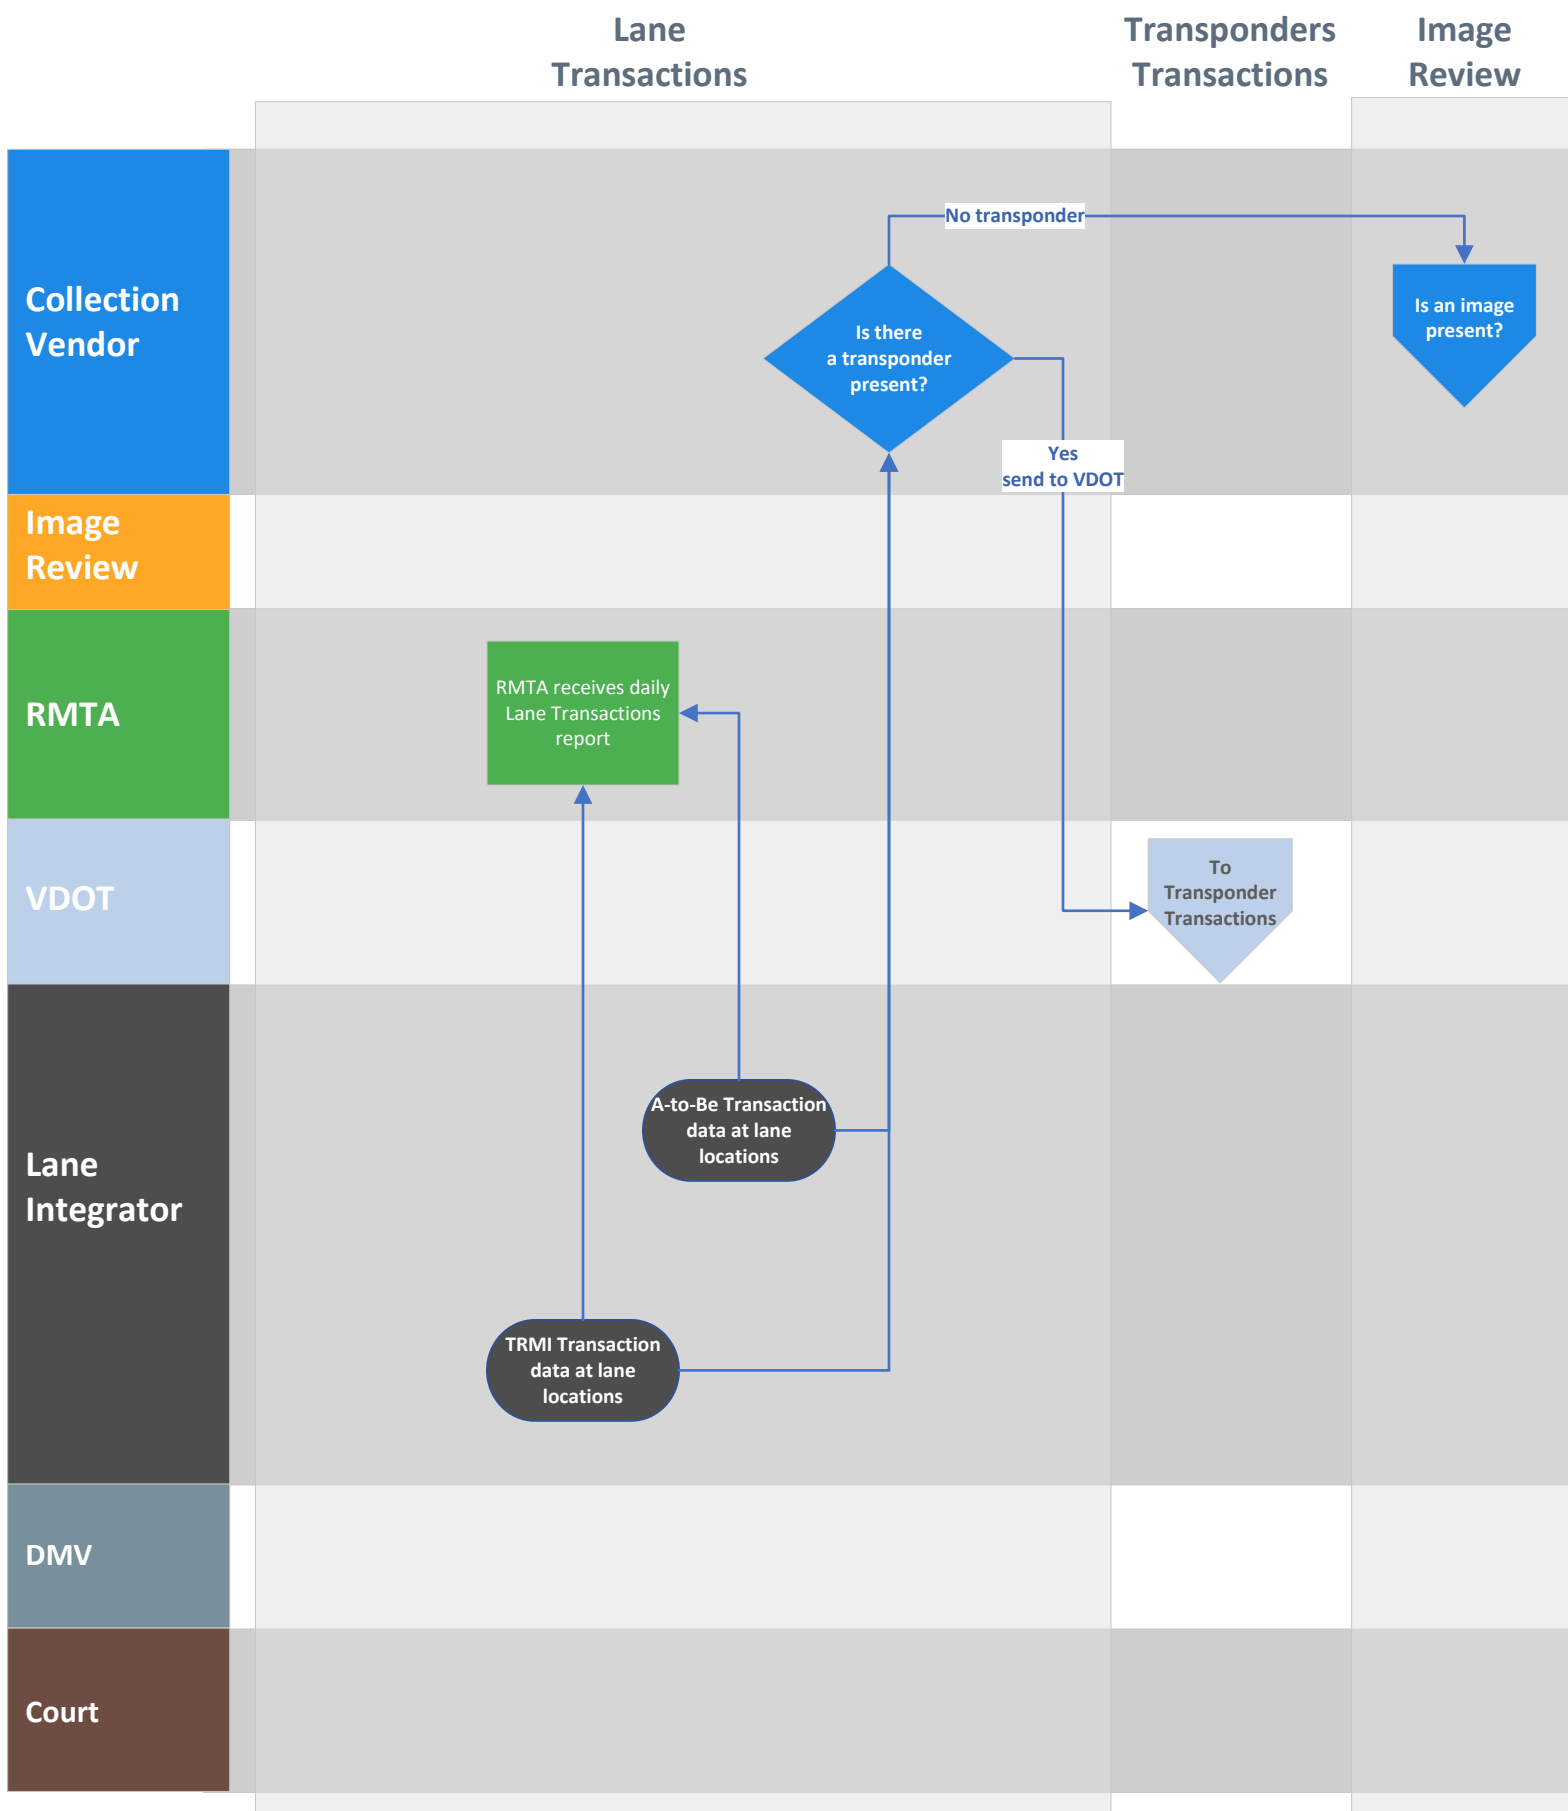 Lane
Transactions
Transponders
Transactions
Image
Review
Collection
Vendor
No transponder
Is there
a transponder
present?
Is an image
present?
Yes
send to VDOT
Image
Review
RMTA
RMTA receives daily
Lane Transactions
report
VDOT
To
Transponder
Transactions
Lane
Integrator
A-to-Be Transaction
data at lane
locations
TRMI Transaction
data at lane
locations
DMV
Court